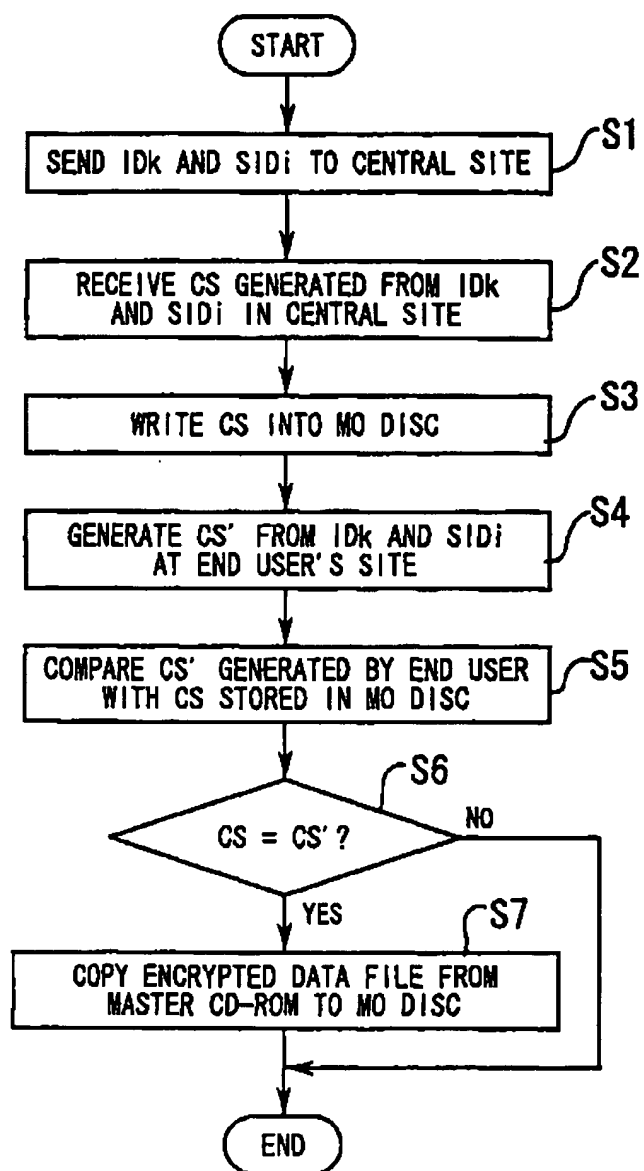 START
S1
SEND IDk AND SIDi TO CENTRAL SITE
S2
RECEIVE CS GENERATED FROM IDk
AND SIDi IN CENTRAL SITE
S3
WRITE CS INTO MO DISC
S4
GENERATE CS' FROM IDk AND SIDi
AT END USER'S SITE
S5
COMPARE CS' GENERATED BY END USER
WITH CS STORED IN MO DISC
S6
CS = CS'?
NO
YES
S7
COPY ENCRYPTED DATA FILE FROM
MASTER CD-ROM TO MO DISC
END